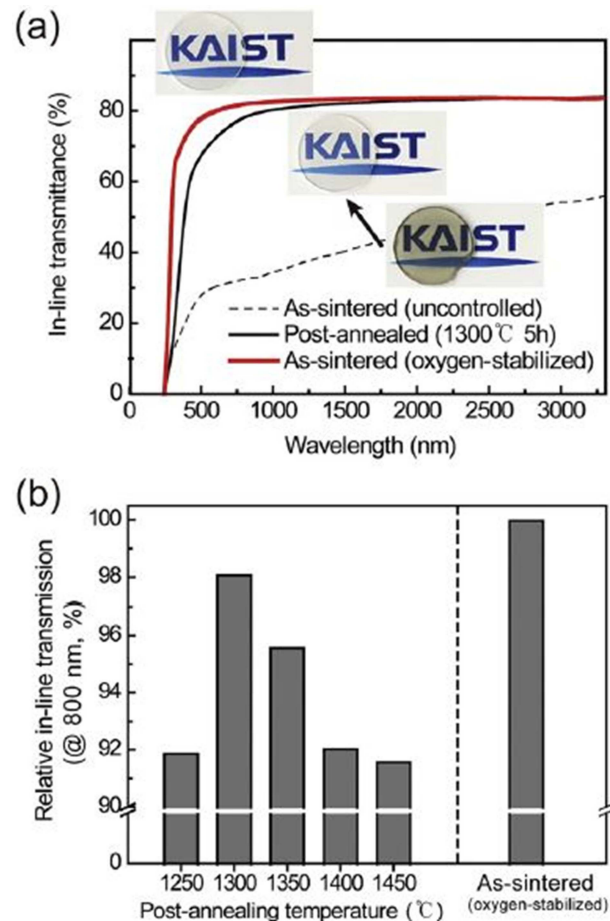 (a)
KAIST
In-line transmittance (%)
100
80
60
40
20
0
KAIST
KAIST
As-sintered (uncontrolled)
Post-annealed (1300℃ 5h)
As-sintered (oxygen-stabilized)
0 500 1000 1500 2000 2500 3000
Wavelength (nm)
(b)
Relative in-line transmission
(@ 800 nm, %)
100
98
96
94
92
90
0
1250 1300 1350 1400 1450
Post-annealing temperature (℃)
As-sintered
(oxygen-stabilized)